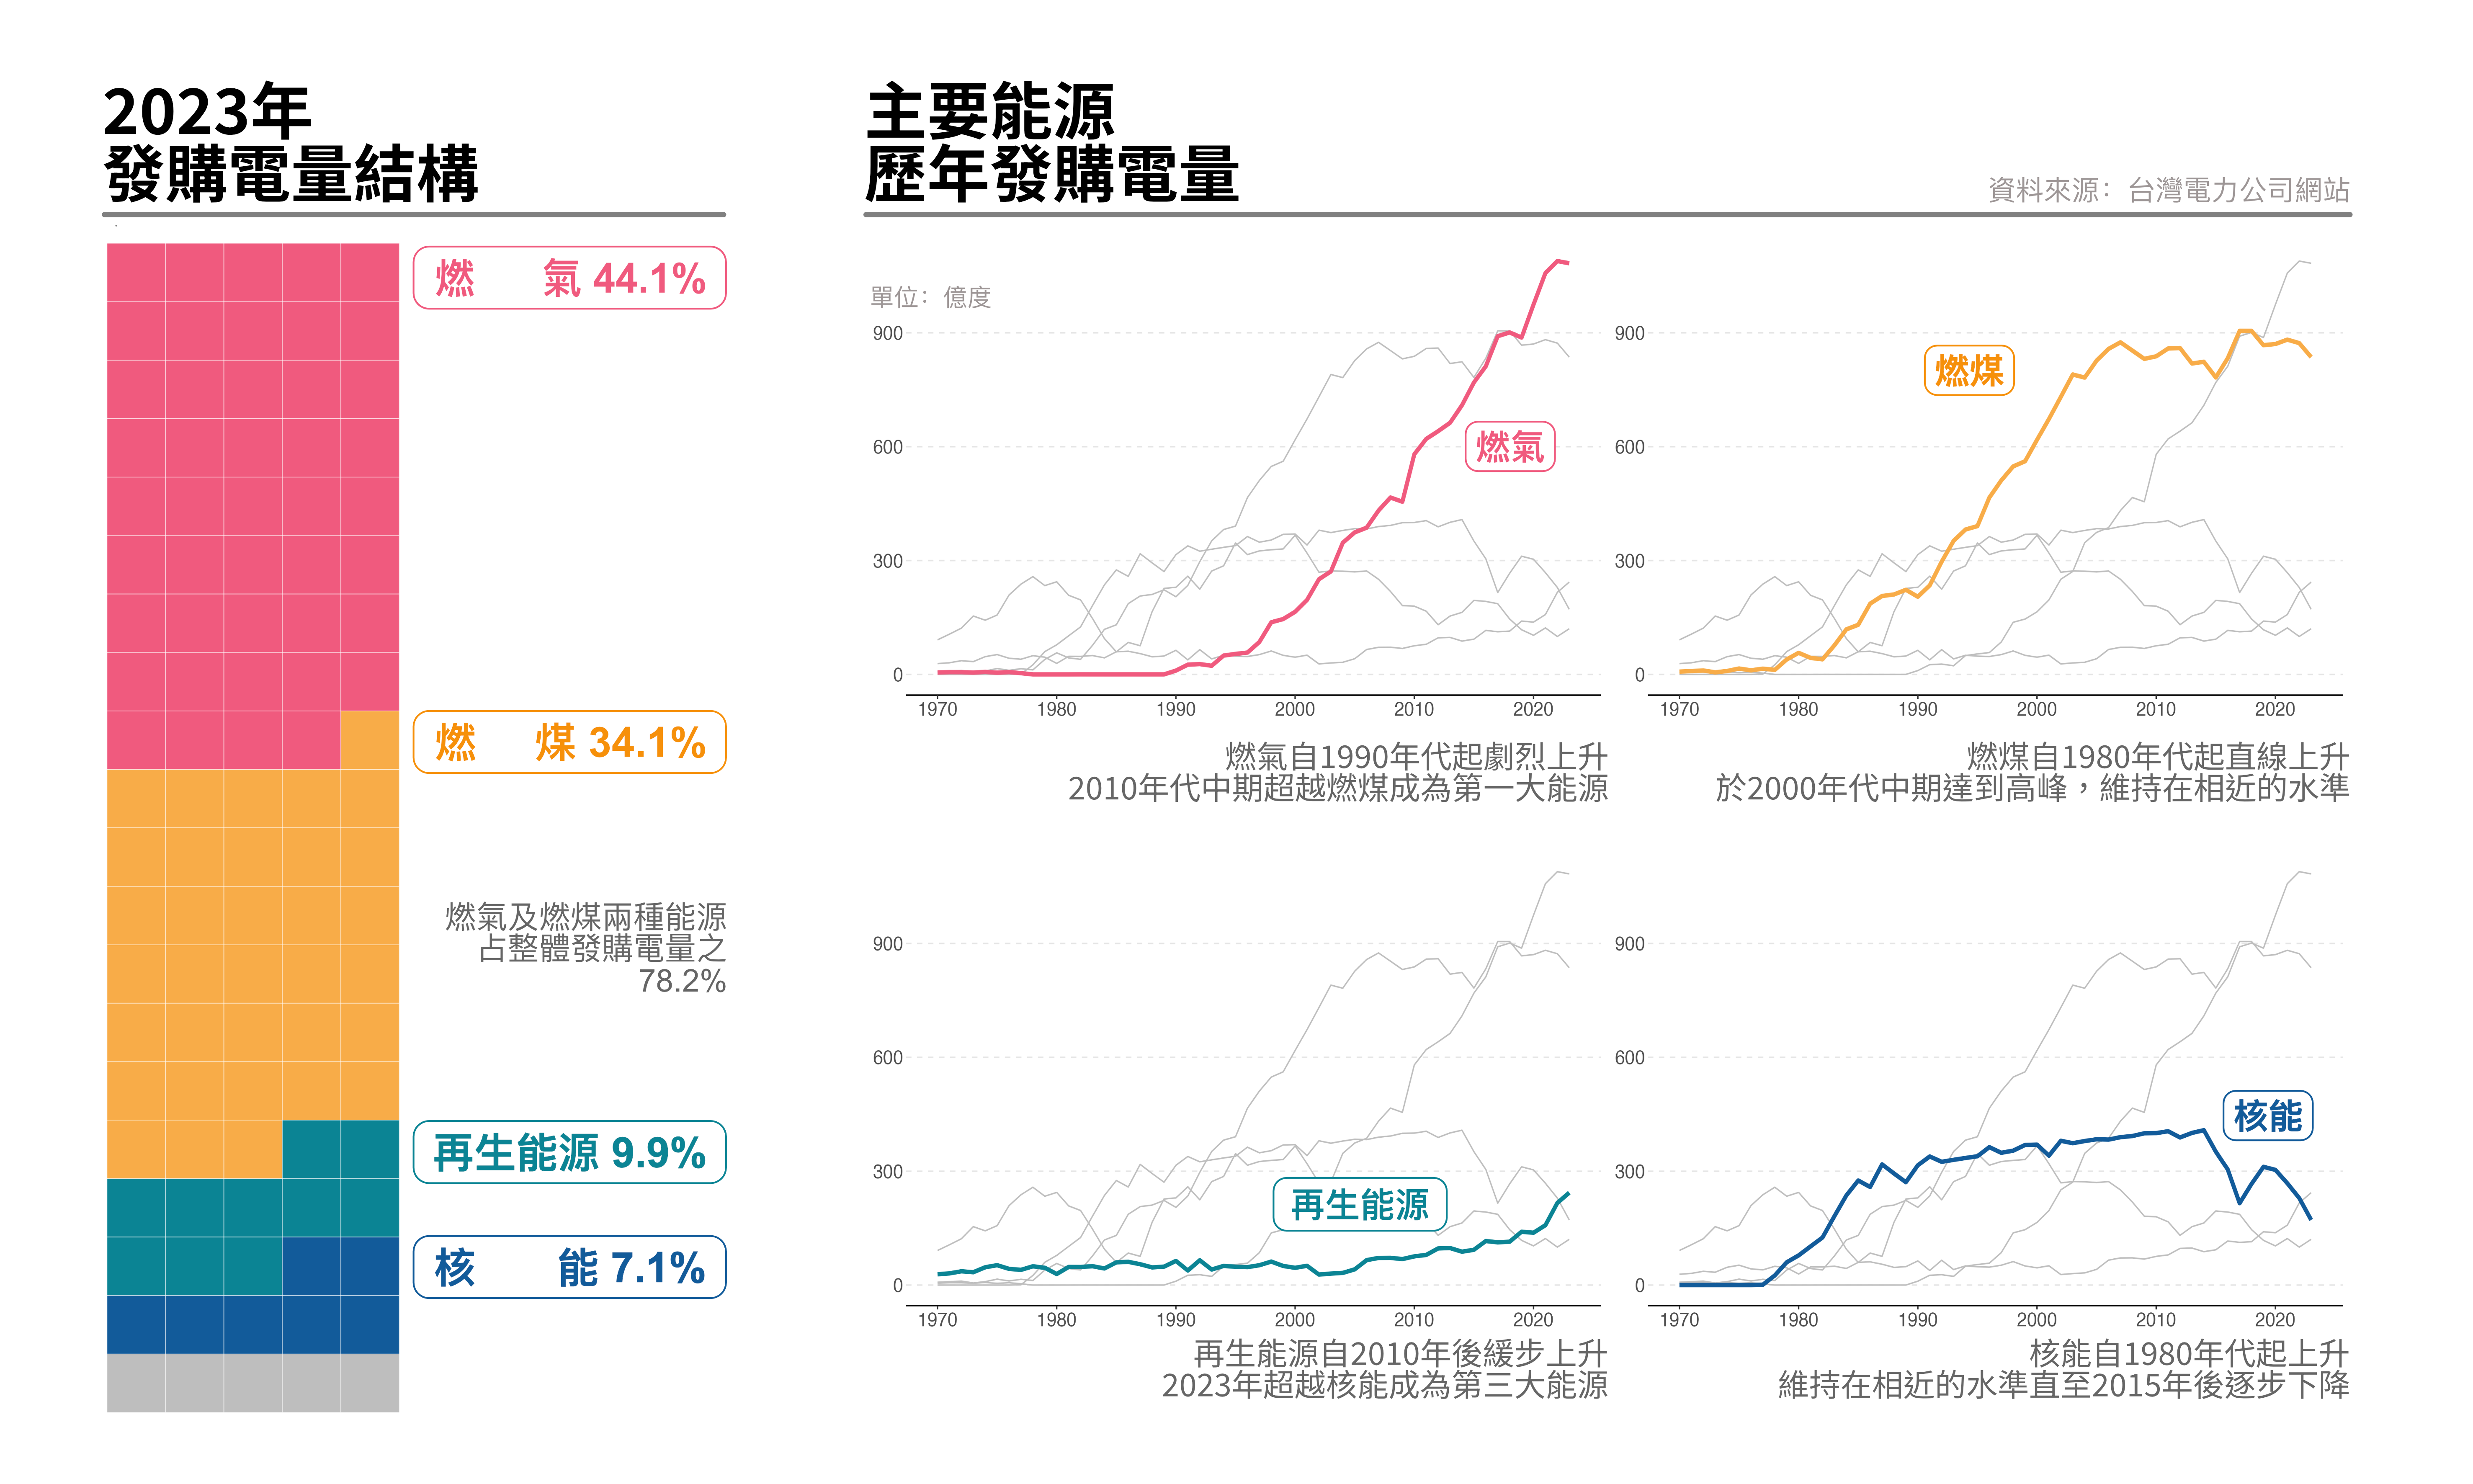 2023年
發購電量結構
燃 氣 44.1%
燃 煤 34.1%
燃氣及燃煤兩種能源
占整體發購電量之
78.2%
再生能源 9.9%
核 能 7.1%
主要能源
歷年發購電量
資料來源：台灣電力公司網站
單位：億度
900
600
300
0
燃氣
1970 1980 1990 2000 2010 2020
燃氣自1990年代起劇烈上升
2010年代中期超越燃煤成為第一大能源
900
600
300
0
燃煤
1970 1980 1990 2000 2010 2020
燃煤自1980年代起直線上升
於2000年代中期達到高峰，維持在相近的水準
900
600
300
0
再生能源
1970 1980 1990 2000 2010 2020
再生能源自2010年後緩步上升
2023年超越核能成為第三大能源
900
600
300
0
核能
1970 1980 1990 2000 2010 2020
核能自1980年代起上升
維持在相近的水準直至2015年後逐步下降